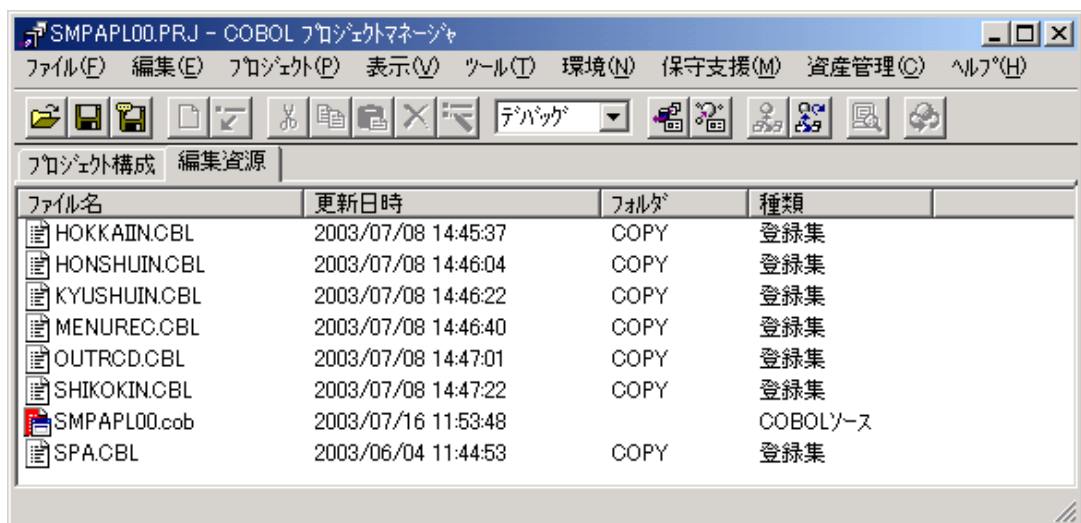 SMPAPL00.PRJ - COBOL ﾌﾟﾛｼﾞｪｸﾄﾏﾈｰｼﾞｬ
ﾌｧｲﾙ(F) 編集(E) ﾌﾟﾛｼﾞｪｸﾄ(P) 表示(V) ﾂｰﾙ(T) 環境(N) 保守支援(M) 資産管理(C) ﾍﾙﾌﾟ(H)
ﾃﾞﾊﾞｯｸﾞ
ﾌﾟﾛｼﾞｪｸﾄ構成 編集資源
ﾌｧｲﾙ名 更新日時 ﾌｫﾙﾀﾞ 種類
HOKKAIIN.CBL 2003/07/08 14:45:37 COPY 登録集
HONSHUIN.CBL 2003/07/08 14:46:04 COPY 登録集
KYUSHUIN.CBL 2003/07/08 14:46:22 COPY 登録集
MENUREC.CBL 2003/07/08 14:46:40 COPY 登録集
OUTRCD.CBL 2003/07/08 14:47:01 COPY 登録集
SHIKOKIN.CBL 2003/07/08 14:47:22 COPY 登録集
SMPAPL00.cob 2003/07/16 11:53:48 COBOLｿｰｽ
SPA.CBL 2003/06/04 11:44:53 COPY 登録集